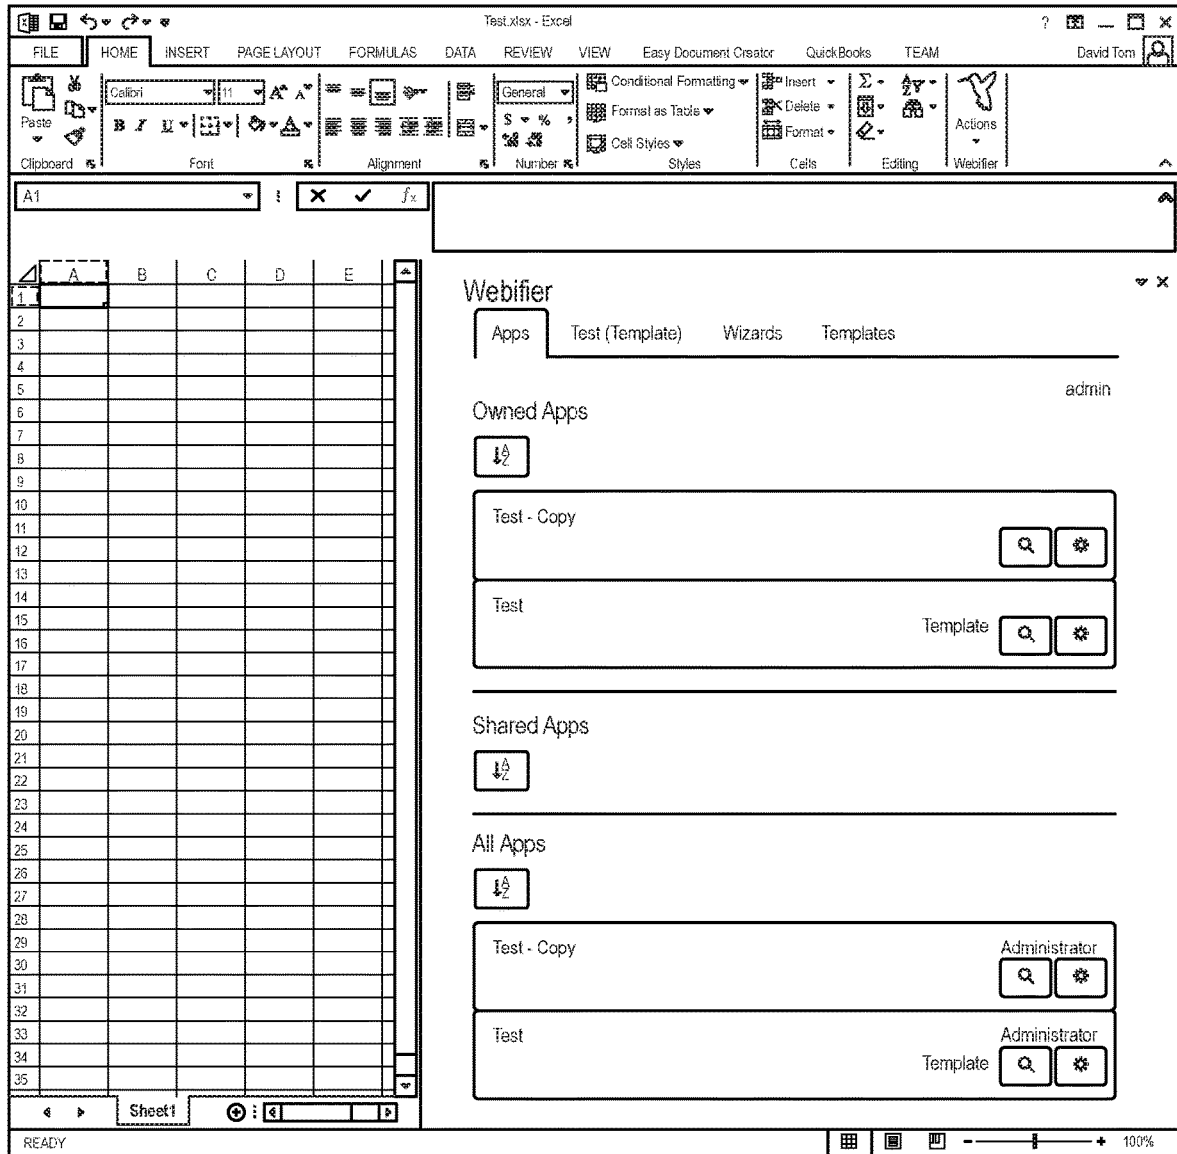 Test.xlsx - Excel ?
FILE HOME INSERT PAGE LAYOUT FORMULAS DATA REVIEW VIEW Easy Document Creator QuickBooks TEAM David Tom
Calibri 11 A A General Conditional Formatting Insert Σ A Z
Paste B I U A $ % , Format as Table Delete Actions
Cell Styles Format
Clipboard Font Alignment Number Styles Cells Editing Webifier
A1 fx
A B C D E
Webifier
Apps Test (Template) Wizards Templates
admin
Owned Apps
A Z
Test - Copy
Test
Template
Shared Apps
A Z
All Apps
A Z
Test - Copy Administrator
Test Administrator
Template
1
2
3
4
5
6
7
8
9
10
11
12
13
14
15
16
17
18
19
20
21
22
23
24
25
26
27
28
29
30
31
32
33
34
35
Sheet1
READY 100%